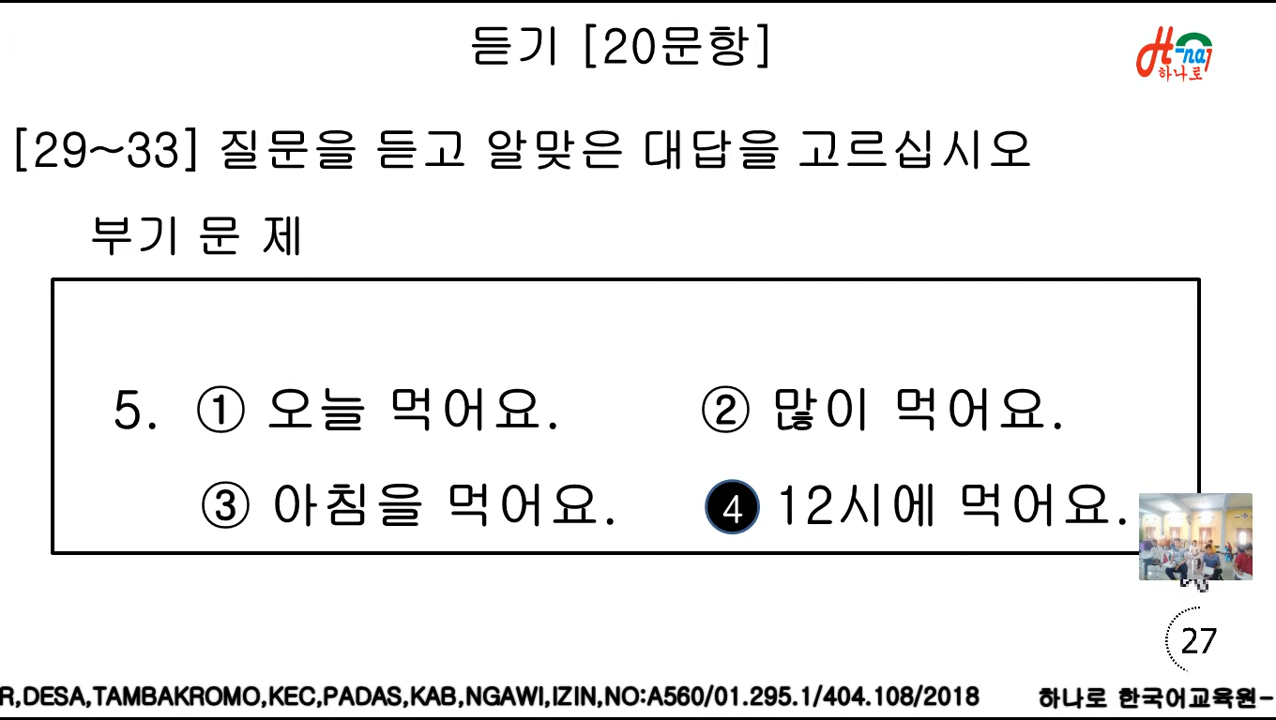 듣기 [20문항]
H-na
하나로
[29~33] 질문을 듣고 알맞은 대답을 고르십시오
부기 문 제
5. ① 오늘 먹어요. ② 많이 먹어요.
③ 아침을 먹어요. ④ 12시에 먹어요.
27
R,DESA,TAMBAKROMO,KEC,PADAS,KAB,NGAWI,IZIN,NO:A560/01.295.1/404.108/2018 하나로 한국어교육원-